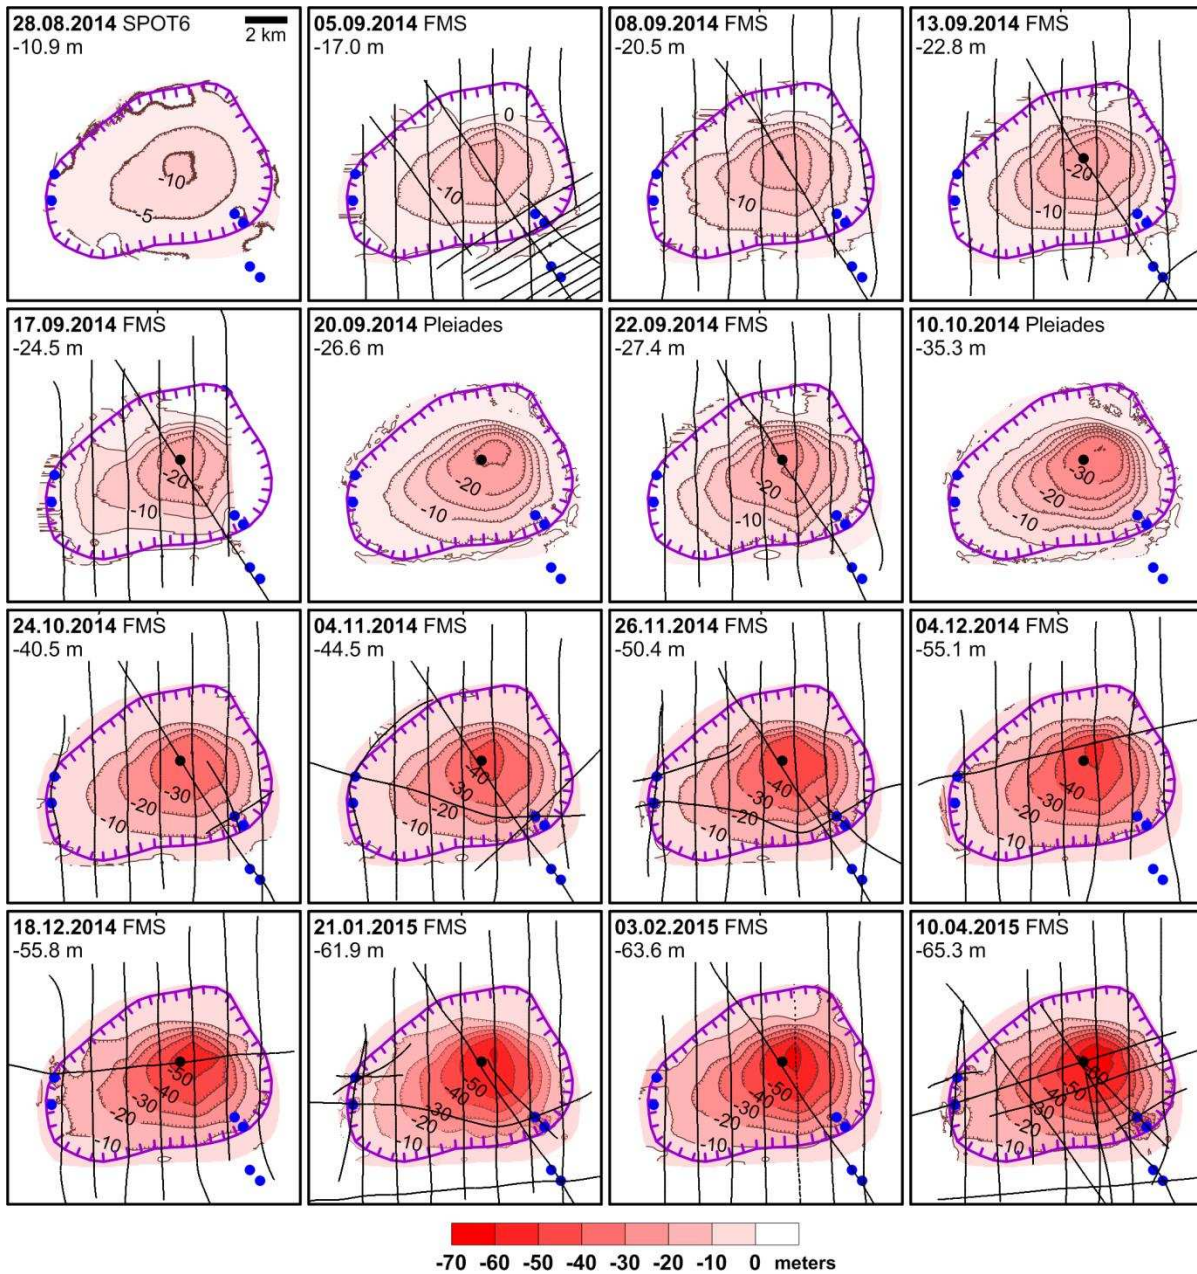 28.08.2014 SPOT6
-10.9 m
2 km
-10
-5
05.09.2014 FMS
-17.0 m
0
-10
08.09.2014 FMS
-20.5 m
-10
13.09.2014 FMS
-22.8 m
-20
-10
17.09.2014 FMS
-24.5 m
-20
-10
20.09.2014 Pleiades
-26.6 m
-20
-10
22.09.2014 FMS
-27.4 m
-20
-10
10.10.2014 Pleiades
-35.3 m
-30
-20
-10
24.10.2014 FMS
-40.5 m
-30
-20
-10
04.11.2014 FMS
-44.5 m
-40
-30
-20
-10
26.11.2014 FMS
-50.4 m
-40
-30
-20
-10
04.12.2014 FMS
-55.1 m
-40
-30
-20
-10
18.12.2014 FMS
-55.8 m
-50
-40
-30
-20
-10
21.01.2015 FMS
-61.9 m
-50
-40
-30
-20
-10
03.02.2015 FMS
-63.6 m
-50
-40
-30
-20
-10
10.04.2015 FMS
-65.3 m
-60
-50
-40
-30
-20
-10
-70 -60 -50 -40 -30 -20 -10 0 meters